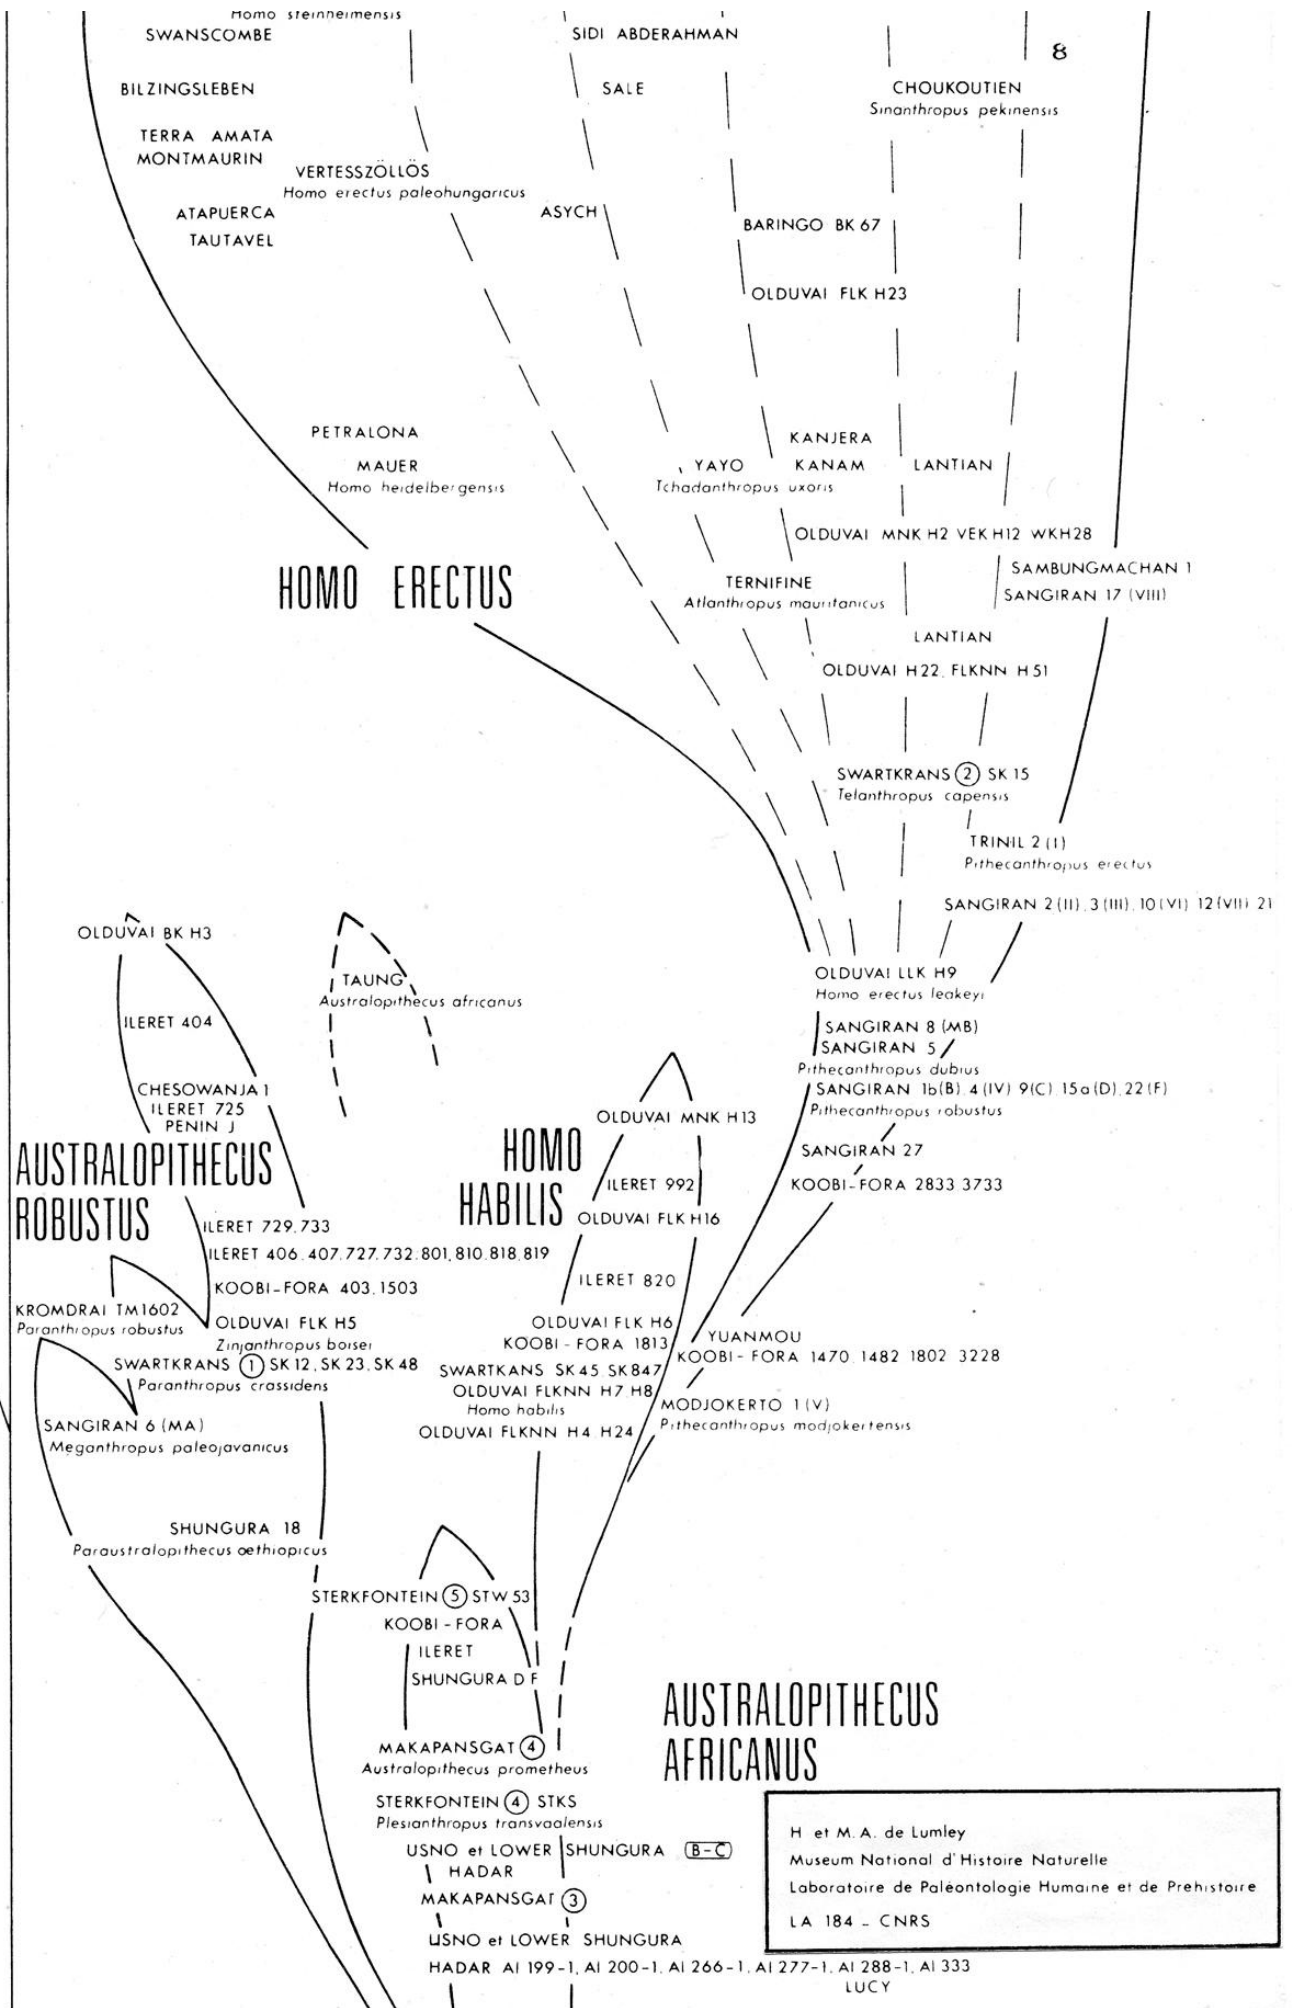 Homo steinheimensis
SWANSCOMBE
SIDI ABDERAHMAN
8
BILZINGSLEBEN
SALE
CHOUKOUTIEN
Sinanthropus pekinensis
TERRA AMATA
MONTMAURIN
VERTESSZÖLLÖS
Homo erectus paleohungaricus
ATAPUERCA
TAUTAVEL
ASYCH
BARINGO BK 67
OLDUVAI FLK H23
PETRALONA
MAUER
Homo heidelbergensis
KANJERA
YAYO
KANAM
LANTIAN
Tchadanthropus uxoris
OLDUVAI MNK H2 VEK H12 WKH28
HOMO ERECTUS
TERNIFINE
Atlanthropus mauritanicus
SAMBUNGMACHAN 1
SANGIRAN 17 (VIII)
LANTIAN
OLDUVAI H22. FLKNN H51
SWARTKRANS 2 SK 15
Telanthropus capensis
TRINIL 2 (I)
Pithecanthropus erectus
SANGIRAN 2 (II). 3 (III). 10 (VI) 12 (VII) 21
OLDUVAI BK H3
OLDUVAI LLK H9
Homo erectus leakeyi
TAUNG
Australopithecus africanus
ILERET 404
SANGIRAN 8 (MB)
SANGIRAN 5
Pithecanthropus dubius
CHESOWANJA 1
ILERET 725
PENIN J
SANGIRAN 1b(B). 4 (IV) 9(C). 15a(D). 22(F)
Pithecanthropus robustus
OLDUVAI MNK H13
AUSTRALOPITHECUS
ROBUSTUS
HOMO
HABILIS
SANGIRAN 27
ILERET 992
KOOBI-FORA 2833 3733
OLDUVAI FLK H16
ILERET 729.733
ILERET 406.407.727.732.801.810.818.819
KOOBI-FORA 403.1503
ILERET 820
KROMDRAI TM1602
Paranthropus robustus
OLDUVAI FLK H5
Zinjanthropus boisei
OLDUVAI FLK H6
KOOBI-FORA 1813
YUANMOU
KOOBI-FORA 1470 1482 1802 3228
SWARTKRANS 1 SK 12. SK 23. SK 48
Paranthropus crassidens
SWARTKANS SK 45. SK 847
OLDUVAI FLKNN H7. H8
Homo habilis
OLDUVAI FLKNN H4. H24
MODJOKERTO 1 (V)
Pithecanthropus modjokertensis
SANGIRAN 6 (MA)
Meganthropus paleojavanicus
SHUNGURA 18
Paraustralopithecus oethiopicus
STERKFONTEIN 5 STW 53
KOOBI-FORA
ILERET
SHUNGURA D F
AUSTRALOPITHECUS
AFRICANUS
MAKAPANSGAT 4
Australopithecus prometheus
STERKFONTEIN 4 STKS
Plesianthropus transvaalensis
USNO et LOWER SHUNGURA B-C
HADAR
MAKAPANSGAT 3
USNO et LOWER SHUNGURA
HADAR Al 199-1. Al 200-1. Al 266-1. Al 277-1. Al 288-1. Al 333
LUCY
H et M. A. de Lumley
Museum National d'Histoire Naturelle
Laboratoire de Paléontologie Humaine et de Préhistoire
LA 184 - CNRS